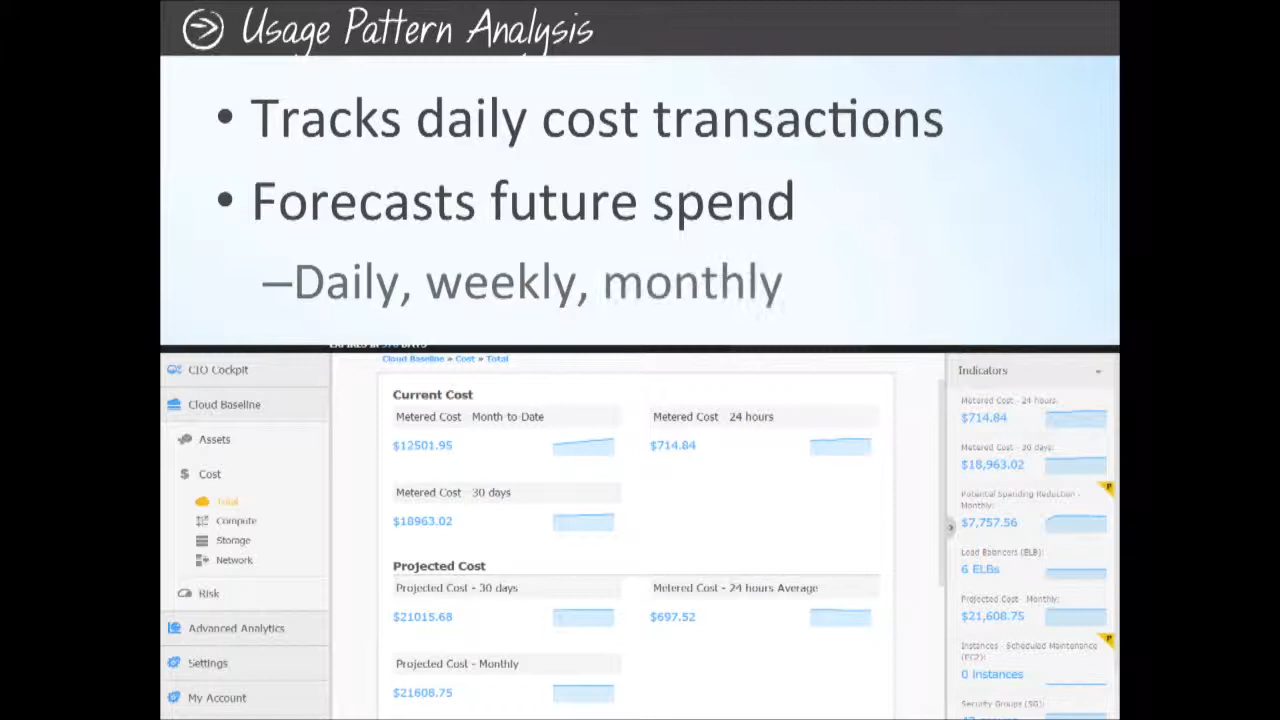 Usage Pattern Analysis
• Tracks daily cost transactions
• Forecasts future spend
–Daily, weekly, monthly
Cloud Baseline » Cost » Total
CIO Cockpit
Cloud Baseline
Assets
Cost
Total
Compute
Storage
Network
Risk
Advanced Analytics
Settings
My Account
Current Cost
Metered Cost Month-to-Date
Metered Cost 24 hours
$12501.95
$714.84
Metered Cost 30 days
$18963.02
Projected Cost
Projected Cost - 30 days
Metered Cost - 24 hours Average
$21015.68
$697.52
Projected Cost - Monthly
$21608.75
Indicators
Metered Cost - 24 hours:
$714.84
Metered Cost - 30 days:
$18,963.02
Potential Spending Reduction -
Monthly:
$7,757.56
Load Balancers (ELB):
6 ELBs
Projected Cost - Monthly:
$21,608.75
Instances - Scheduled Maintenance
(EC2):
0 Instances
Security Groups (SG):